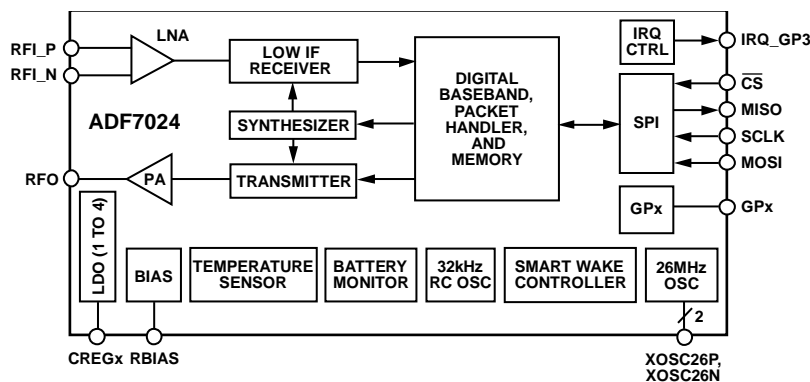 RFI_P
RFI_N
LNA
LOW IF
RECEIVER
ADF7024
SYNTHESIZER
RFO
PA
TRANSMITTER
DIGITAL
BASEBAND,
PACKET
HANDLER,
AND
MEMORY
IRQ
CTRL
IRQ_GP3
SPI
CS
MISO
SCLK
MOSI
GPx
GPx
LDO (1 TO 4)
BIAS
TEMPERATURE
SENSOR
BATTERY
MONITOR
32kHz
RC OSC
SMART WAKE
CONTROLLER
26MHz
OSC
2
CREGx
RBIAS
XOSC26P,
XOSC26N